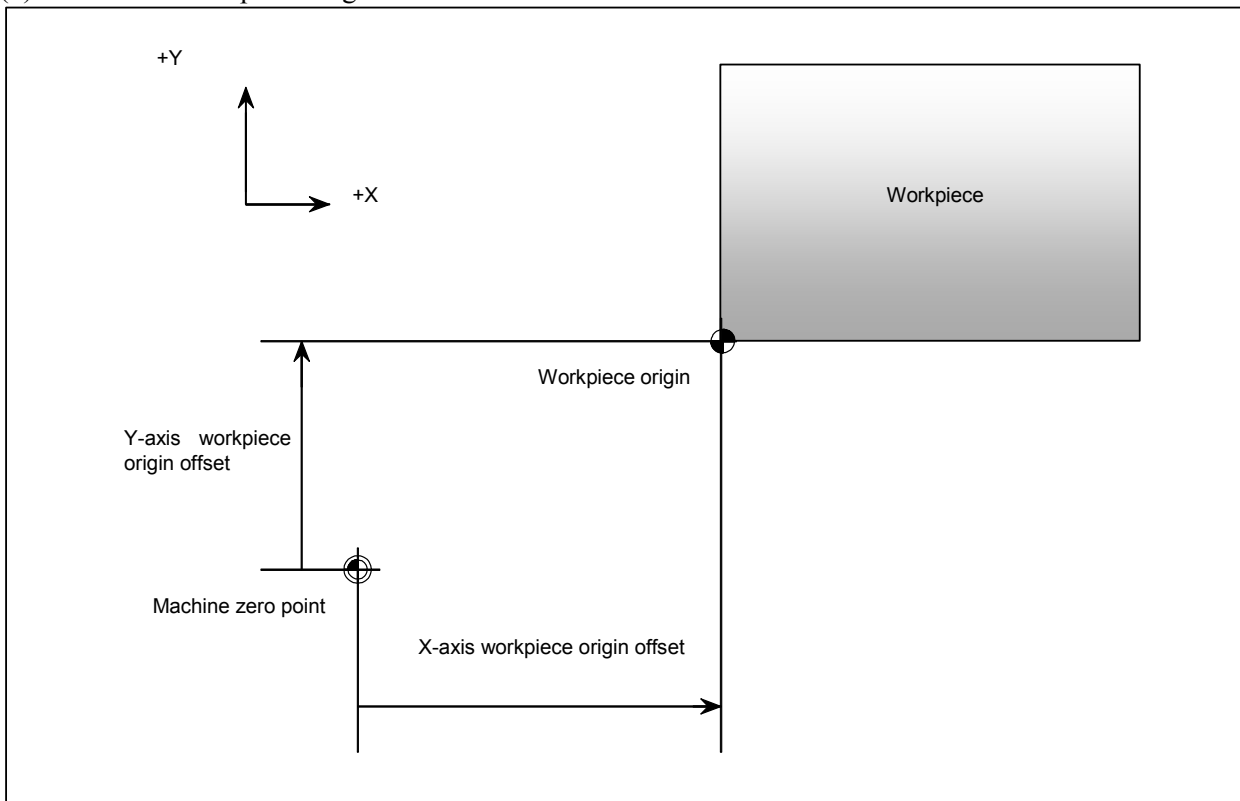 +Y
+X
Workpiece
Workpiece origin
Y-axis workpiece
origin offset
Machine zero point
X-axis workpiece origin offset